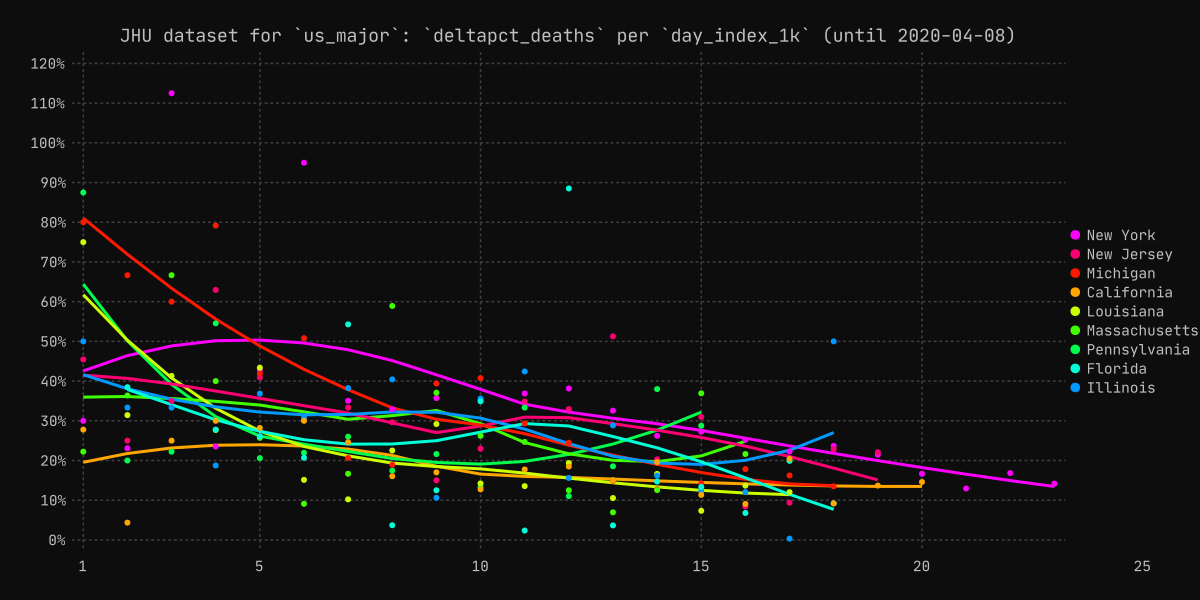 JHU dataset for `us_major`: `deltapct_deaths` per `day_index_1k` (until 2020-04-08)
120%
110%
100%
90%
80%
70%
60%
50%
40%
30%
20%
10%
0%
1 5 10 15 20 25
New York
New Jersey
Michigan
California
Louisiana
Massachusetts
Pennsylvania
Florida
Illinois